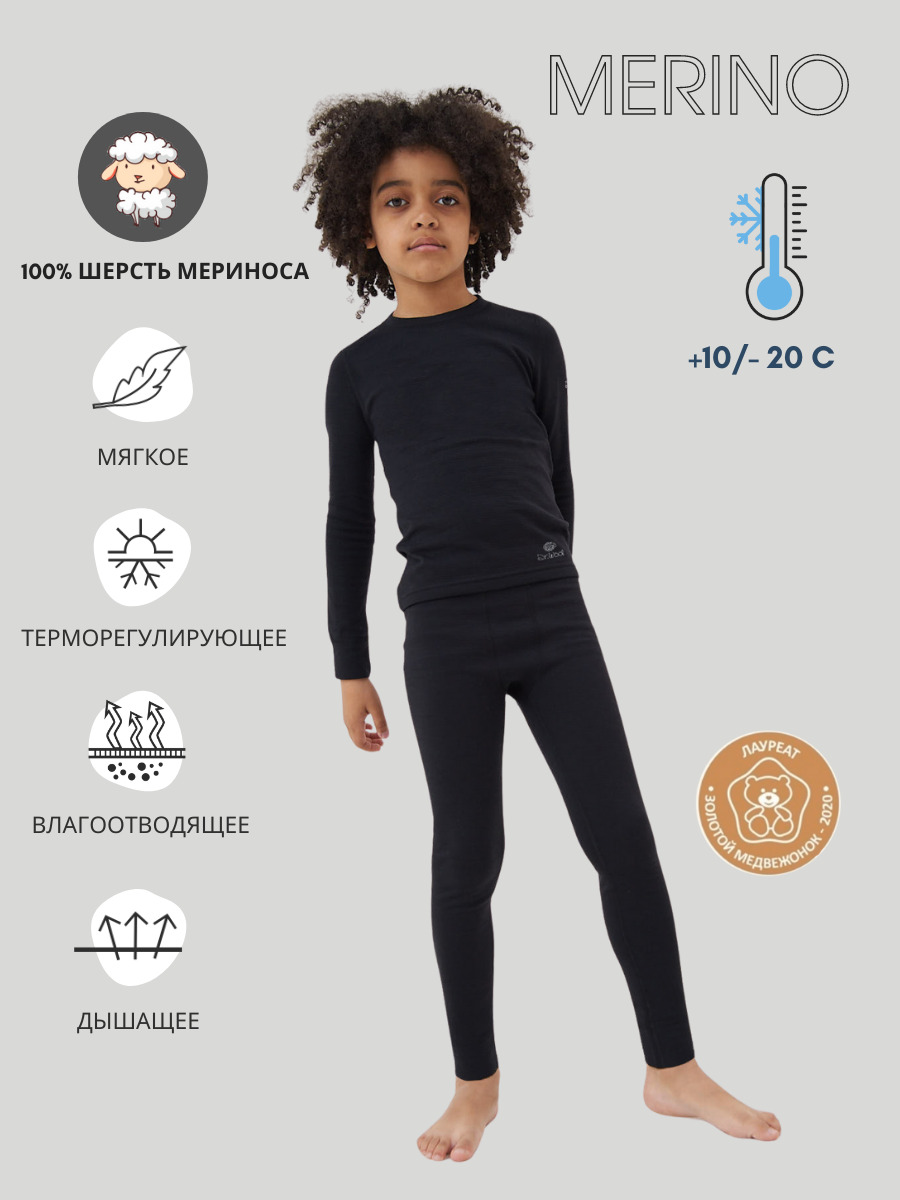 MERINO
100% ШЕРСТЬ МЕРИНОСА
+10/- 20 C
МЯГКОЕ
ТЕРМОРЕГУЛИРУЮЩЕЕ
ВЛАГООТВОДЯЩЕЕ
ЛАУРЕАТ
• ЗОЛОТОЙ МЕДВЕЖОНОК - 2020 •
ДЫШАЩЕЕ